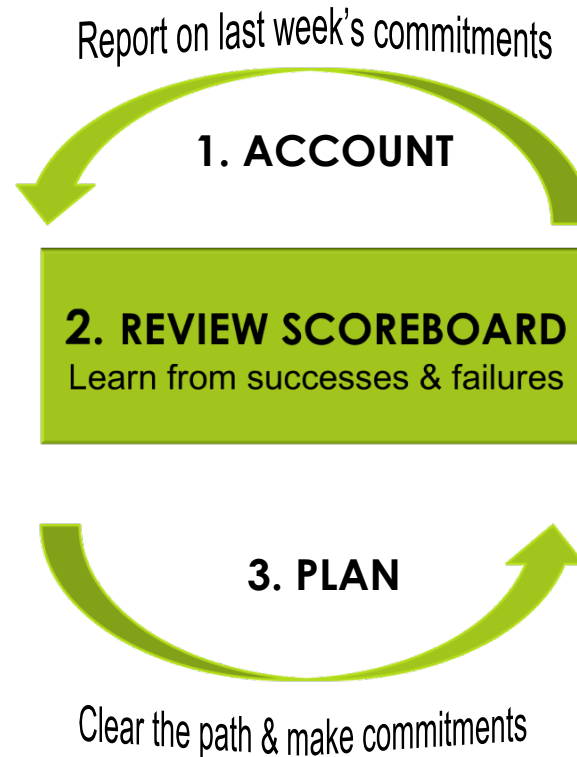 Report on last week’s commitments
1. ACCOUNT
2. REVIEW SCOREBOARD
Learn from successes & failures
3. PLAN
Clear the path & make commitments